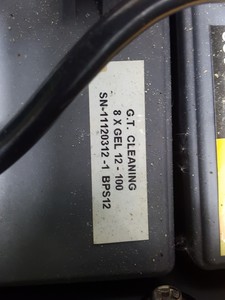 G.T. CLEANING
8 X GEL 12 - 100
SN-11120312 -1 BPS12